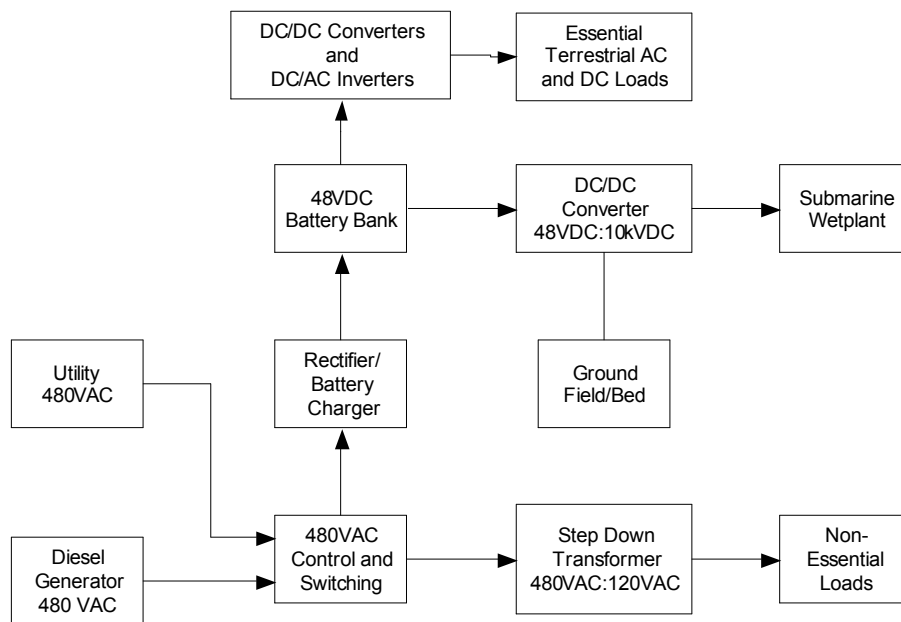 DC/DC Converters
and
DC/AC Inverters
Essential
Terrestrial AC
and DC Loads
48VDC
Battery Bank
DC/DC
Converter
48VDC:10kVDC
Submarine
Wetplant
Utility
480VAC
Rectifier/
Battery
Charger
Ground
Field/Bed
Diesel
Generator
480 VAC
480VAC
Control and
Switching
Step Down
Transformer
480VAC:120VAC
Non-
Essential
Loads